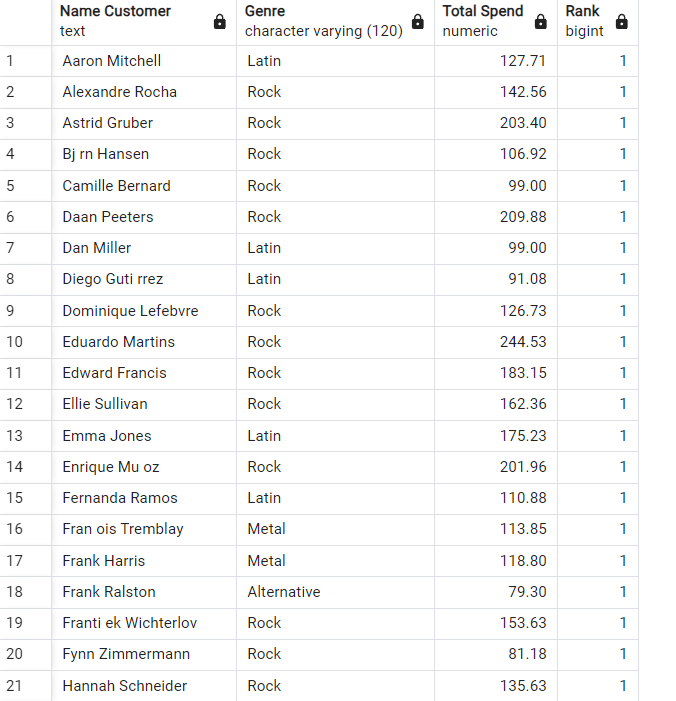 Name Customer Genre Total Spend Rank
text character varying (120) numeric bigint
1 Aaron Mitchell Latin 127.71 1
2 Alexandre Rocha Rock 142.56 1
3 Astrid Gruber Rock 203.40 1
4 Bj rn Hansen Rock 106.92 1
5 Camille Bernard Rock 99.00 1
6 Daan Peeters Rock 209.88 1
7 Dan Miller Latin 99.00 1
8 Diego Guti rrez Latin 91.08 1
9 Dominique Lefebvre Rock 126.73 1
10 Eduardo Martins Rock 244.53 1
11 Edward Francis Rock 183.15 1
12 Ellie Sullivan Rock 162.36 1
13 Emma Jones Latin 175.23 1
14 Enrique Mu oz Rock 201.96 1
15 Fernanda Ramos Latin 110.88 1
16 Fran ois Tremblay Metal 113.85 1
17 Frank Harris Metal 118.80 1
18 Frank Ralston Alternative 79.30 1
19 Franti ek Wichterlov Rock 153.63 1
20 Fynn Zimmermann Rock 81.18 1
21 Hannah Schneider Rock 135.63 1